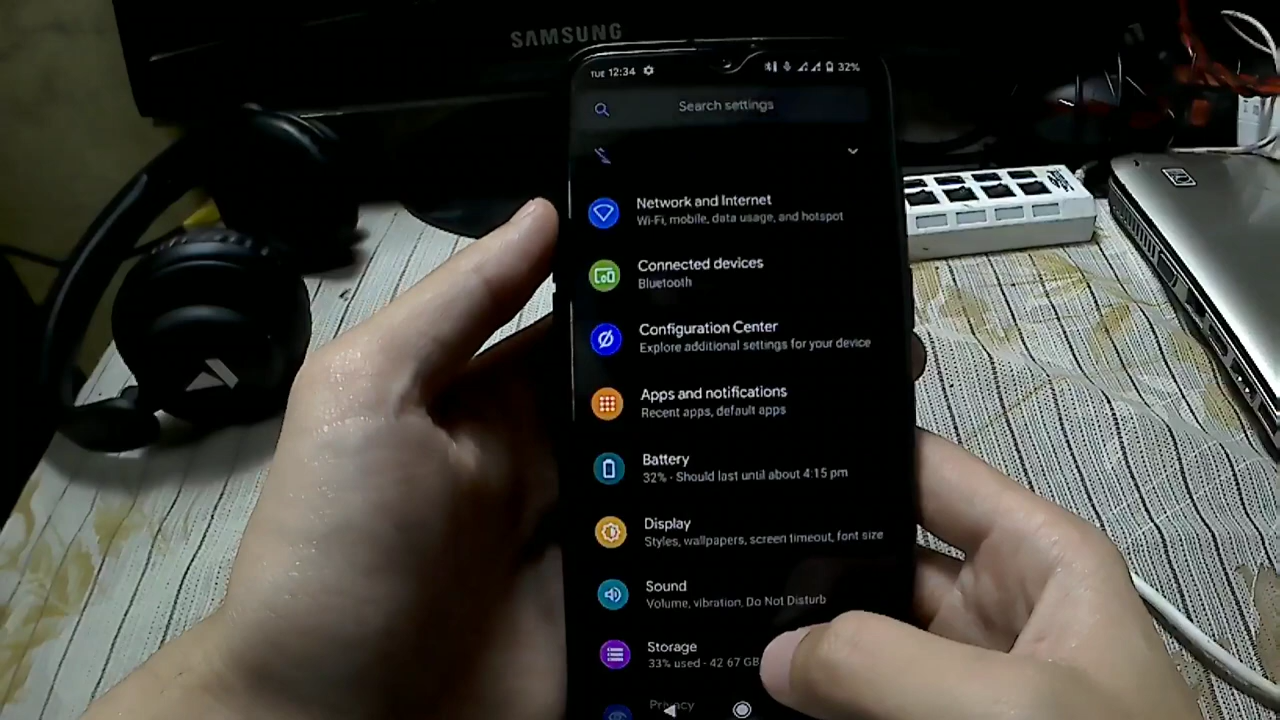 SAMSUNG
TUE 12:34 32%
Search settings
Network and Internet
Wi-Fi, mobile, data usage, and hotspot
Connected devices
Bluetooth
Configuration Center
Explore additional settings for your device
Apps and notifications
Recent apps, default apps
Battery
32% - Should last until about 4:15 pm
Display
Styles, wallpapers, screen timeout, font size
Sound
Volume, vibration, Do Not Disturb
Storage
33% used - 42 67 GB
Privacy